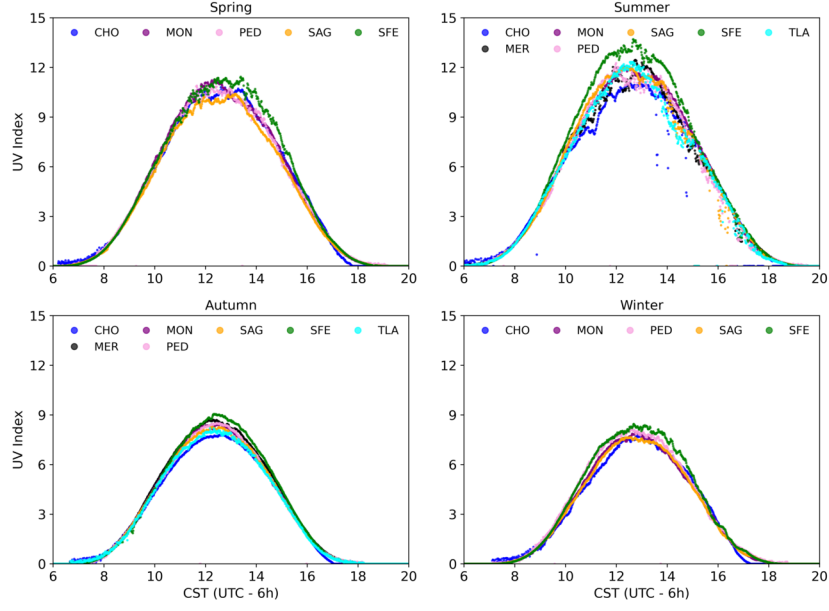 Spring
CHO MON PED SAG SFE
15
12
9
6
3
0
UV Index
6 8 10 12 14 16 18 20
Summer
CHO MON SAG SFE TLA
MER PED
15
12
9
6
3
0
6 8 10 12 14 16 18 20
Autumn
CHO MON SAG SFE TLA
MER PED
15
12
9
6
3
0
UV Index
6 8 10 12 14 16 18 20
CST (UTC - 6h)
Winter
CHO MON PED SAG SFE
15
12
9
6
3
0
6 8 10 12 14 16 18 20
CST (UTC - 6h)